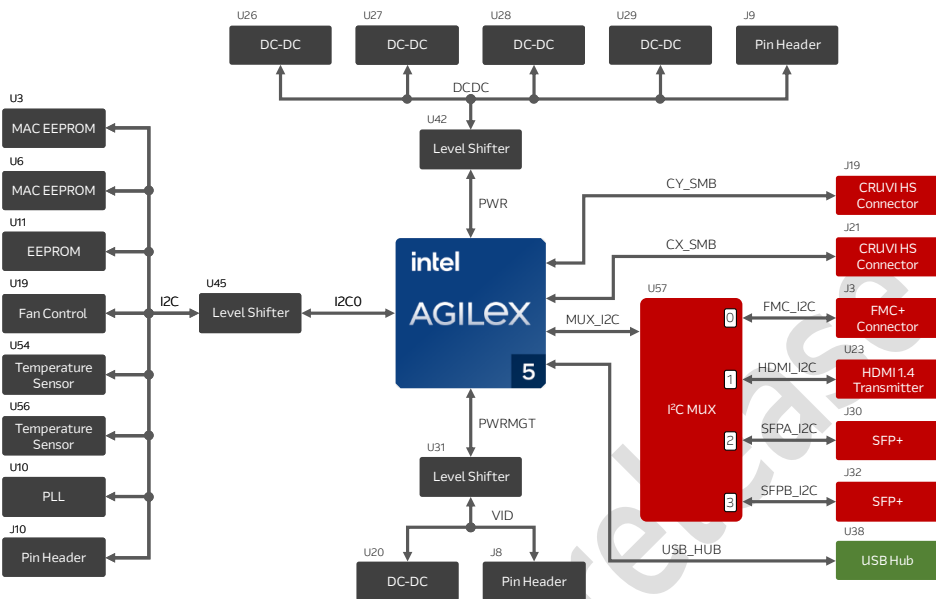 U26
U27
U28
U29
J9
DC-DC
DC-DC
DC-DC
DC-DC
Pin Header
DCDC
U42
Level Shifter
PWR
U3
MAC EEPROM
U6
MAC EEPROM
U11
EEPROM
U19
Fan Control
U54
Temperature
Sensor
U56
Temperature
Sensor
U10
PLL
J10
Pin Header
I2C
U45
Level Shifter
I2C0
intel
AGILEX
5
CY_SMB
J19
CRUVI HS
Connector
CX_SMB
J21
CRUVI HS
Connector
MUX_I2C
U57
I²C MUX
0
FMC_I2C
J3
FMC+
Connector
1
HDMI_I2C
U23
HDMI 1.4
Transmitter
2
SFPA_I2C
J30
SFP+
3
SFPB_I2C
J32
SFP+
USB_HUB
U38
USB Hub
PWRMGT
U31
Level Shifter
VID
U20
DC-DC
J8
Pin Header